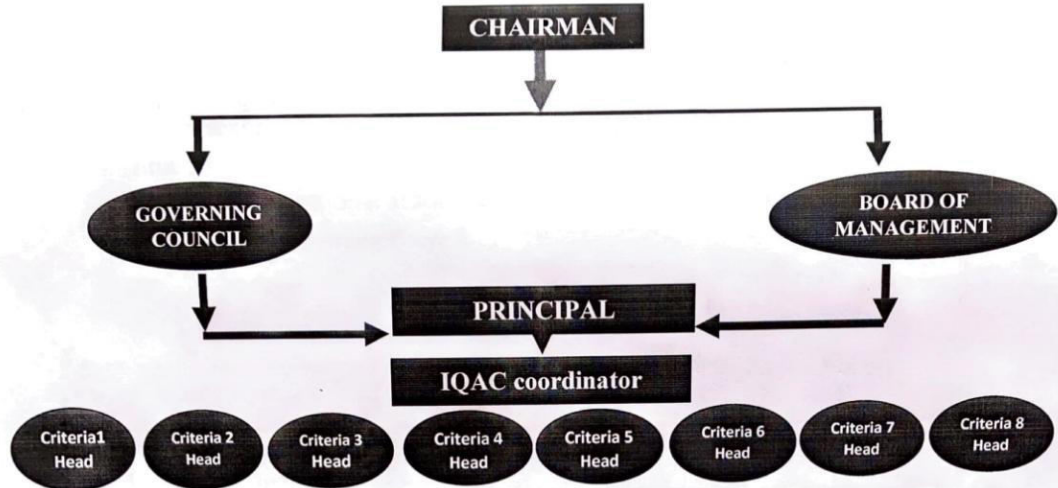 CHAIRMAN
GOVERNING
COUNCIL
BOARD OF
MANAGEMENT
PRINCIPAL
IQAC coordinator
Criteria1
Head
Criteria 2
Head
Criteria 3
Head
Criteria 4
Head
Criteria 5
Head
Criteria 6
Head
Criteria 7
Head
Criteria 8
Head